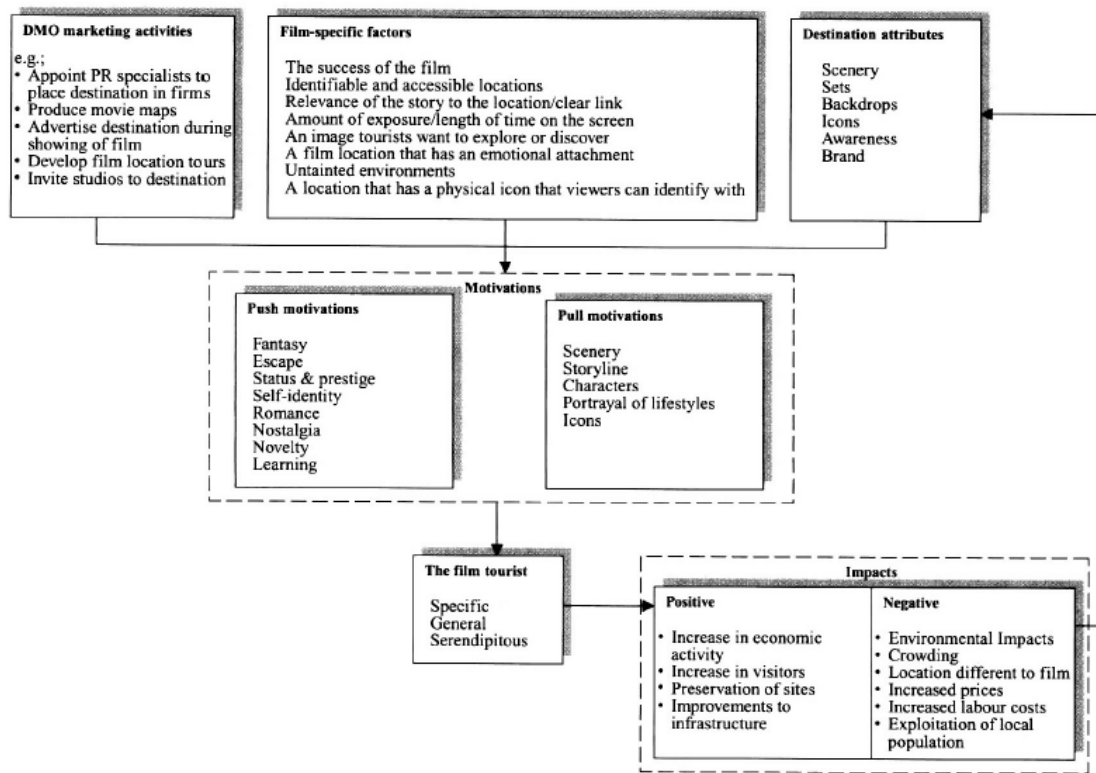 DMO marketing activities
e.g.;
• Appoint PR specialists to
place destination in firms
• Produce movie maps
• Advertise destination during
showing of film
• Develop film location tours
• Invite studios to destination
Film-specific factors
The success of the film
Identifiable and accessible locations
Relevance of the story to the location/clear link
Amount of exposure/length of time on the screen
An image tourists want to explore or discover
A film location that has an emotional attachment
Untainted environments
A location that has a physical icon that viewers can identify with
Destination attributes
Scenery
Sets
Backdrops
Icons
Awareness
Brand
Motivations
Push motivations
Fantasy
Escape
Status & prestige
Self-identity
Romance
Nostalgia
Novelty
Learning
Pull motivations
Scenery
Storyline
Characters
Portrayal of lifestyles
Icons
The film tourist
Specific
General
Serendipitous
Impacts
Positive
• Increase in economic
activity
• Increase in visitors
• Preservation of sites
• Improvements to
infrastructure
Negative
• Environmental Impacts
• Crowding
• Location different to film
• Increased prices
• Increased labour costs
• Exploitation of local
population